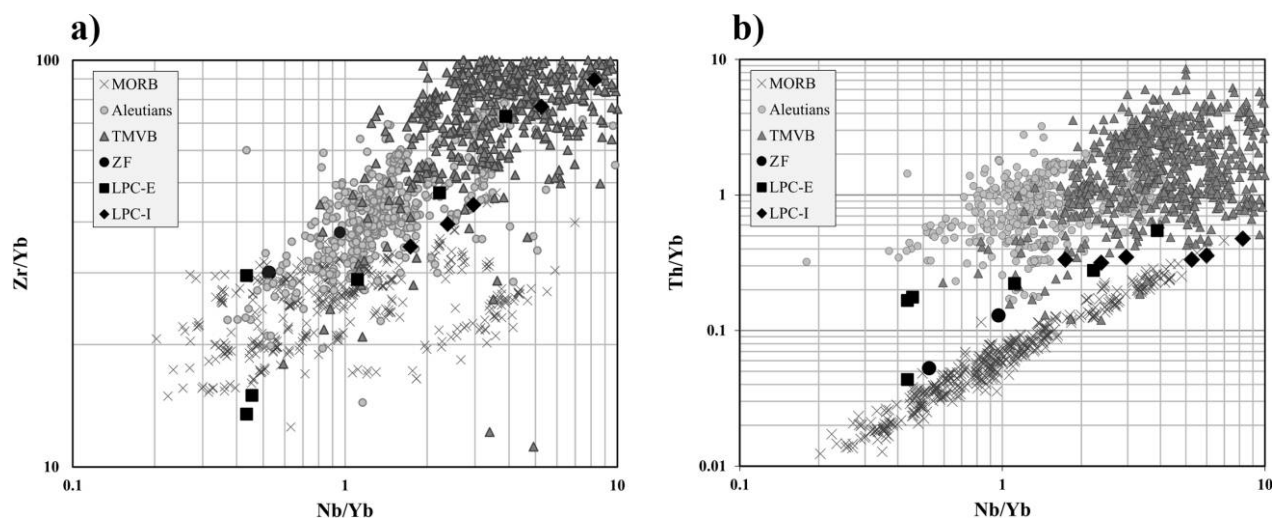 a)
100
Zr/Yb
MORB
Aleutians
TMVB
ZF
LPC-E
LPC-I
10
0.1
1
10
Nb/Yb
b)
10
Th/Yb
MORB
Aleutians
TMVB
ZF
LPC-E
LPC-I
1
0.1
0.01
0.1
1
10
Nb/Yb